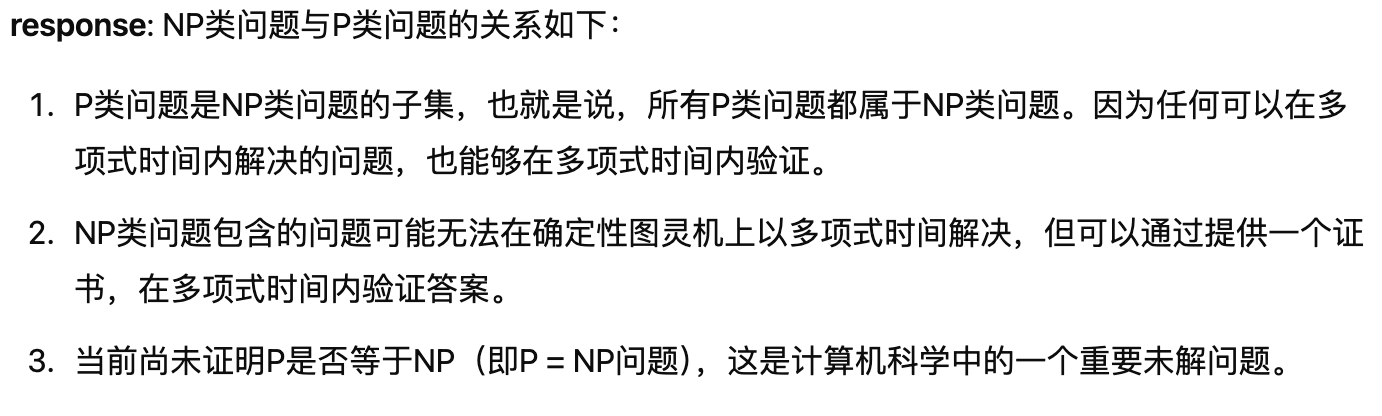 response: NP类问题与P类问题的关系如下：
1. P类问题是NP类问题的子集，也就是说，所有P类问题都属于NP类问题。因为任何可以在多
项式时间内解决的问题，也能够在多项式时间内验证。
2. NP类问题包含的问题可能无法在确定性图灵机上以多项式时间解决，但可以通过提供一个证
书，在多项式时间内验证答案。
3. 当前尚未证明P是否等于NP（即P = NP问题），这是计算机科学中的一个重要未解问题。